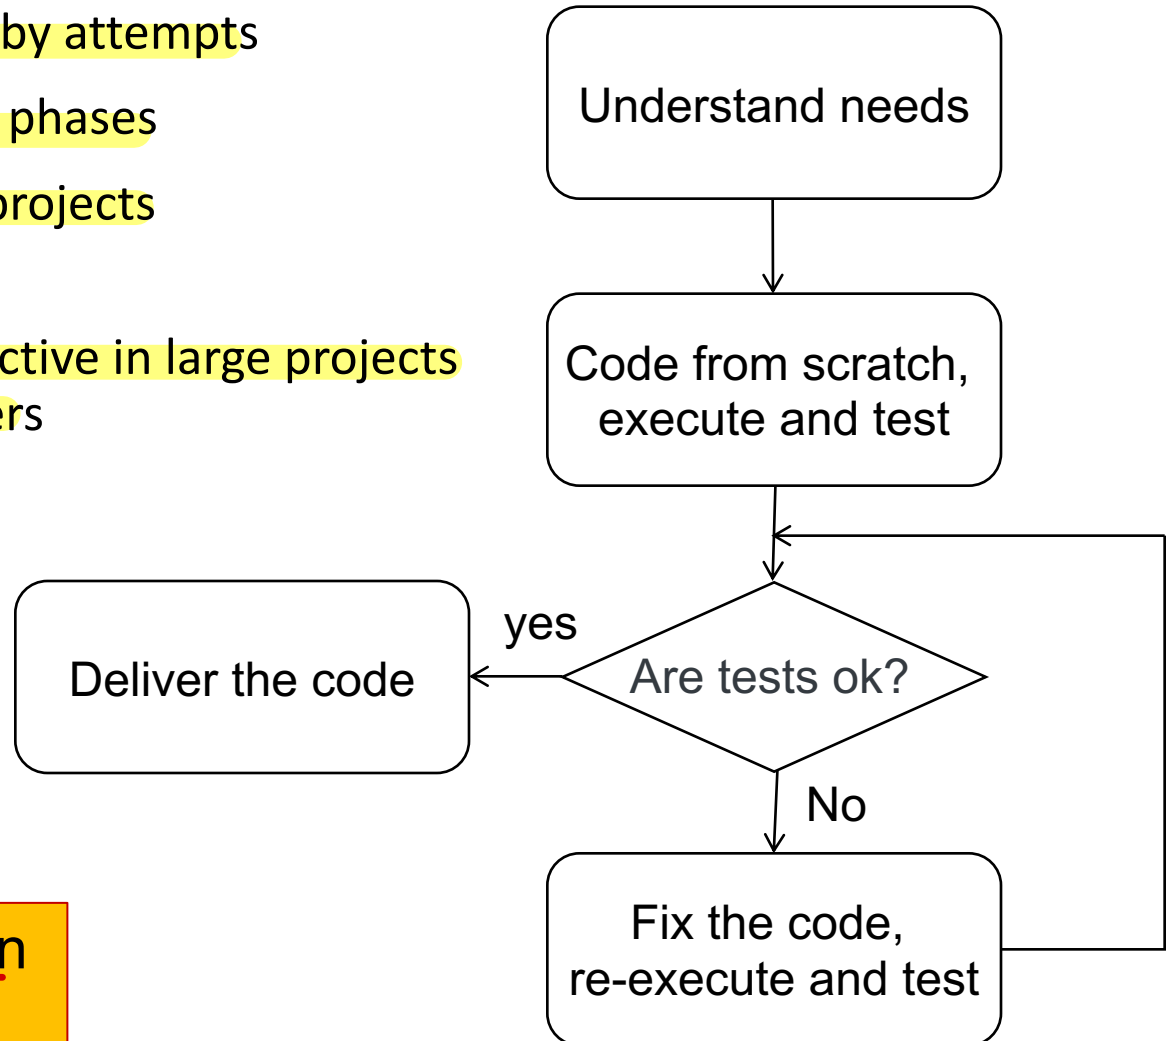 by attempts
phases
projects
ctive in large projects
ers
Understand needs
Code from scratch,
execute and test
yes
Deliver the code
Are tests ok?
No
Fix the code,
re-execute and test
n